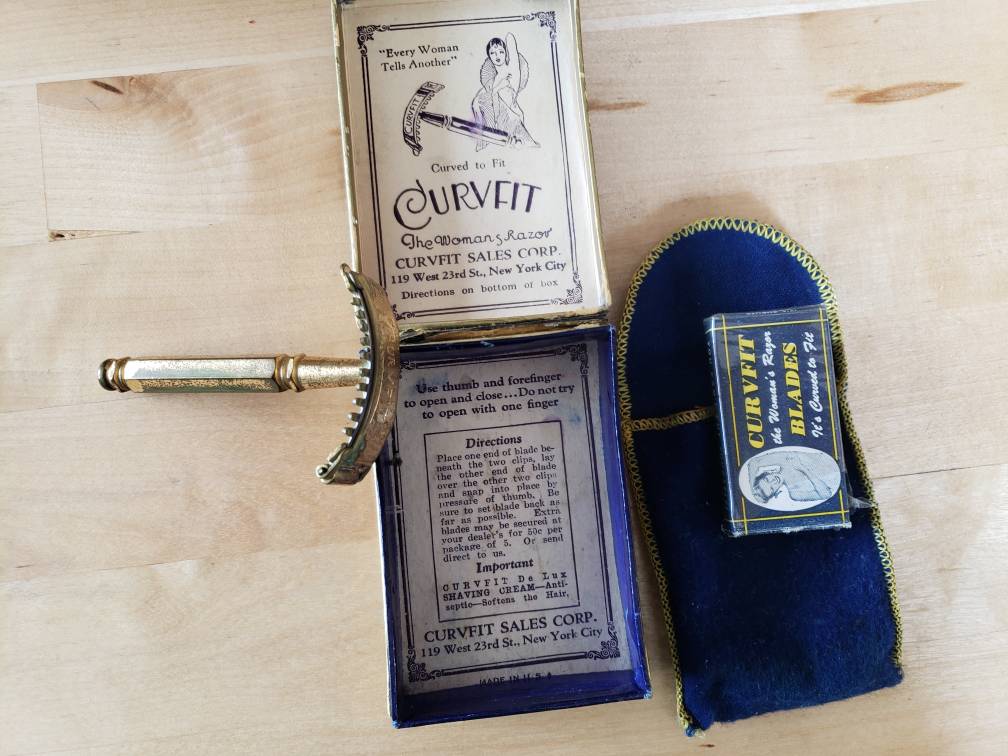 "Every Woman
Tells Another"
CURVFIT
Curved to Fit
CURVFIT
The Woman's Razor
CURVFIT SALES CORP.
119 West 23rd St., New York City
Directions on bottom of box
Use thumb and forefinger
to open and close...Do not try
to open with one finger
Directions
Place one end of blade be-
neath the two clips, lay
the other end of blade
over the other two clips
and snap into place by
pressure of thumb. Be
sure to set blade back as
far as possible. Extra
blades may be secured at
your dealer's for 50c per
package of 5. Or send
direct to us.
Important
CURVFIT De Lux
SHAVING CREAM—Anti-
septic—Softens the Hair,
CURVFIT SALES CORP.
119 West 23rd St., New York City
MADE IN U.S.A
CURVFIT
the Woman's Razor
BLADES
It's Curved to Fit